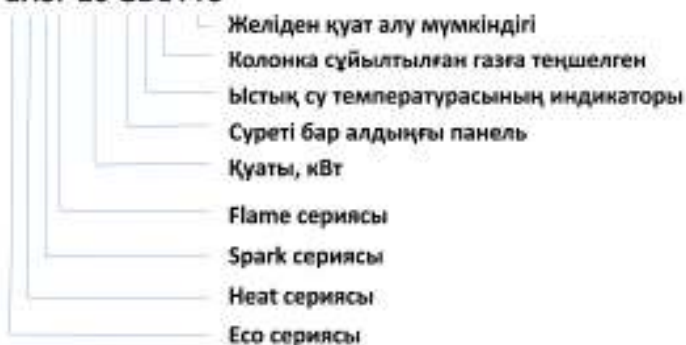 Желіден қуат алу мүмкіндігі
Колонка сұйылтылған газға теңшелген
Ыстық су температурасының индикаторы
Суреті бар алдыңғы панель
Қуаты, кВт
Flame сериясы
Spark сериясы
Heat сериясы
Eco сериясы